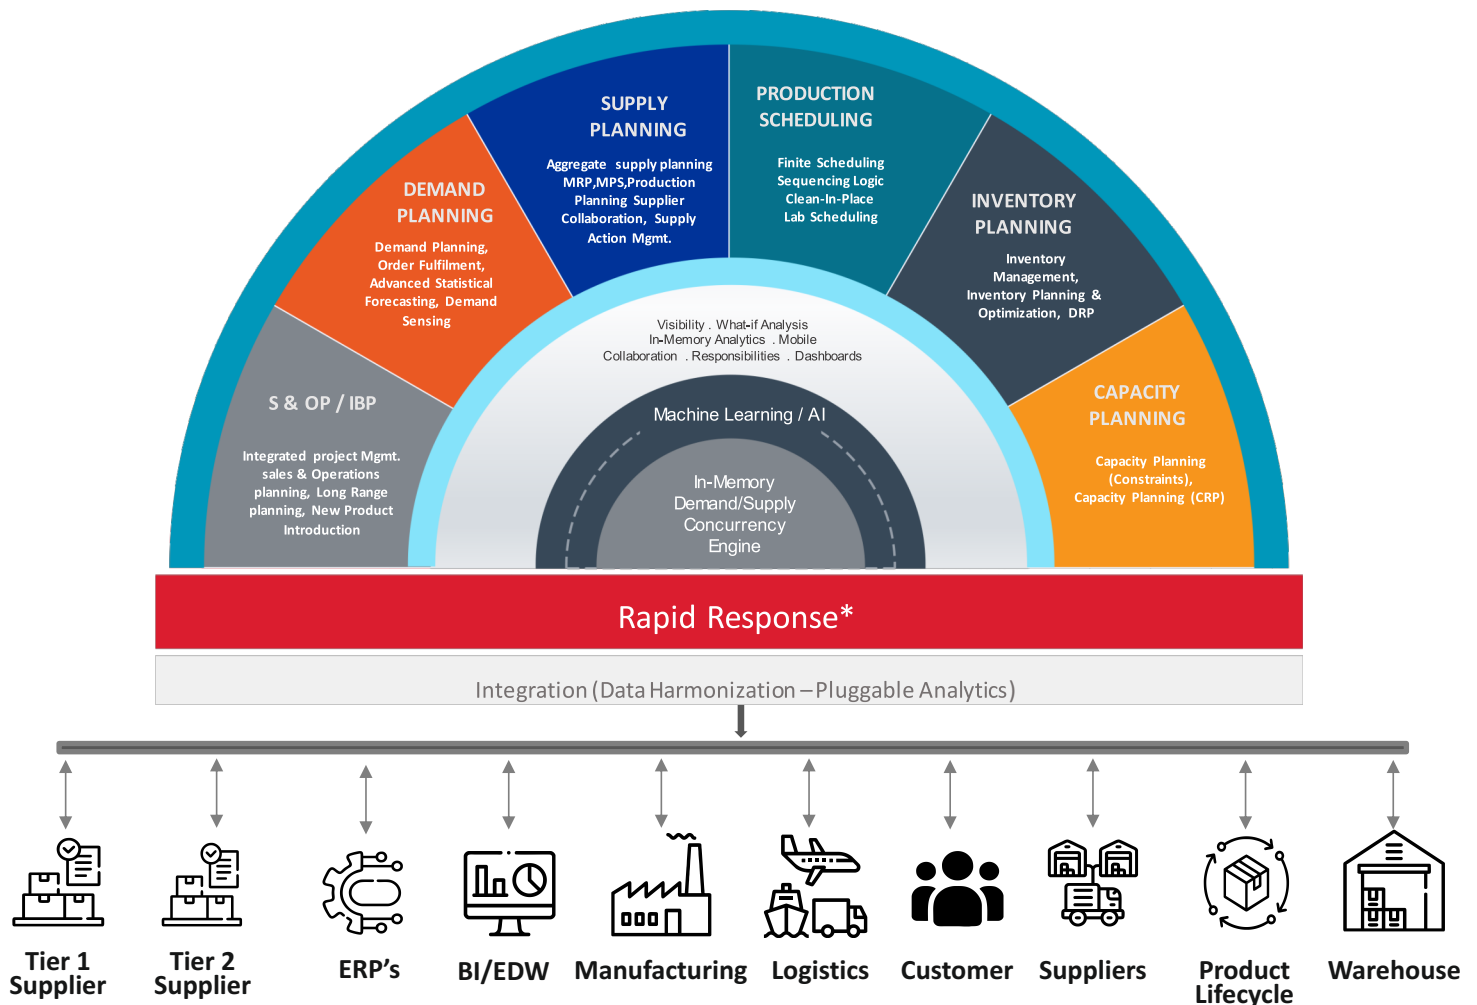 SUPPLY
PLANNING
Aggregate supply planning
MRP,MPS,Production
Planning Supplier
Collaboration, Supply
Action Mgmt.
PRODUCTION
SCHEDULING
Finite Scheduling
Sequencing Logic
Clean-In-Place
Lab Scheduling
DEMAND
PLANNING
Demand Planning,
Order Fulfilment,
Advanced Statistical
Forecasting, Demand
Sensing
INVENTORY
PLANNING
Inventory
Management,
Inventory Planning &
Optimization, DRP
S & OP / IBP
Integrated project Mgmt.
sales & Operations
planning, Long Range
planning, New Product
Introduction
CAPACITY
PLANNING
Capacity Planning
(Constraints),
Capacity Planning (CRP)
Visibility . What-if Analysis
In-Memory Analytics . Mobile
Collaboration . Responsibilities . Dashboards
Machine Learning / AI
In-Memory
Demand/Supply
Concurrency
Engine
Rapid Response*
Integration (Data Harmonization – Pluggable Analytics)
Tier 1
Supplier
Tier 2
Supplier
ERP's
BI/EDW
Manufacturing
Logistics
Customer
Suppliers
Product
Lifecycle
Warehouse